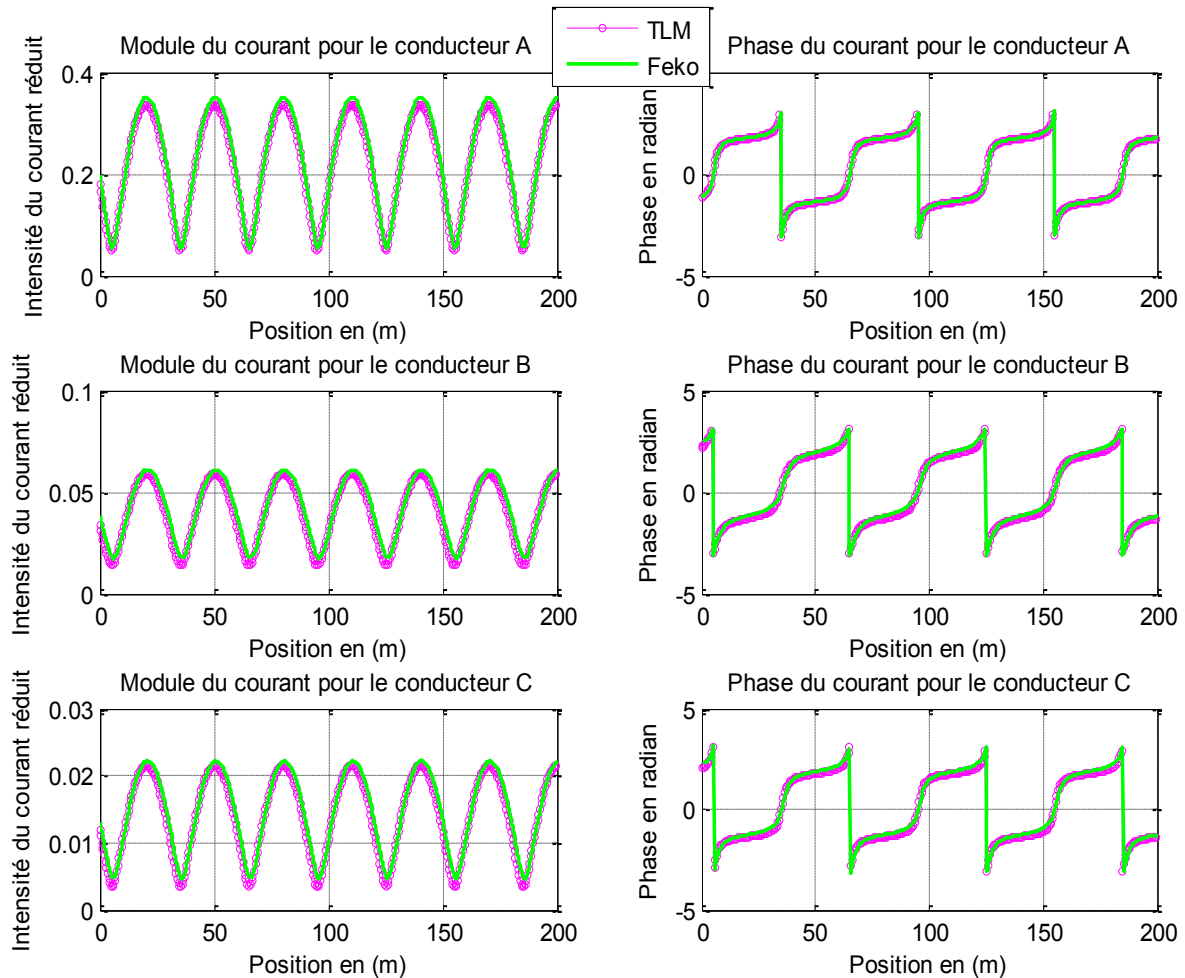 TLM
Feko
Module du courant pour le conducteur A
Intensité du courant réduit
0.4
0.2
0
0 50 100 150 200
Position en (m)
Phase du courant pour le conducteur A
Phase en radian
5
0
-5
0 50 100 150 200
Position en (m)
Module du courant pour le conducteur B
Intensité du courant réduit
0.1
0.05
0
0 50 100 150 200
Position en (m)
Phase du courant pour le conducteur B
Phase en radian
5
0
-5
0 50 100 150 200
Position en (m)
Module du courant pour le conducteur C
Intensité du courant réduit
0.03
0.02
0.01
0
0 50 100 150 200
Position en (m)
Phase du courant pour le conducteur C
Phase en radian
5
0
-5
0 50 100 150 200
Position en (m)